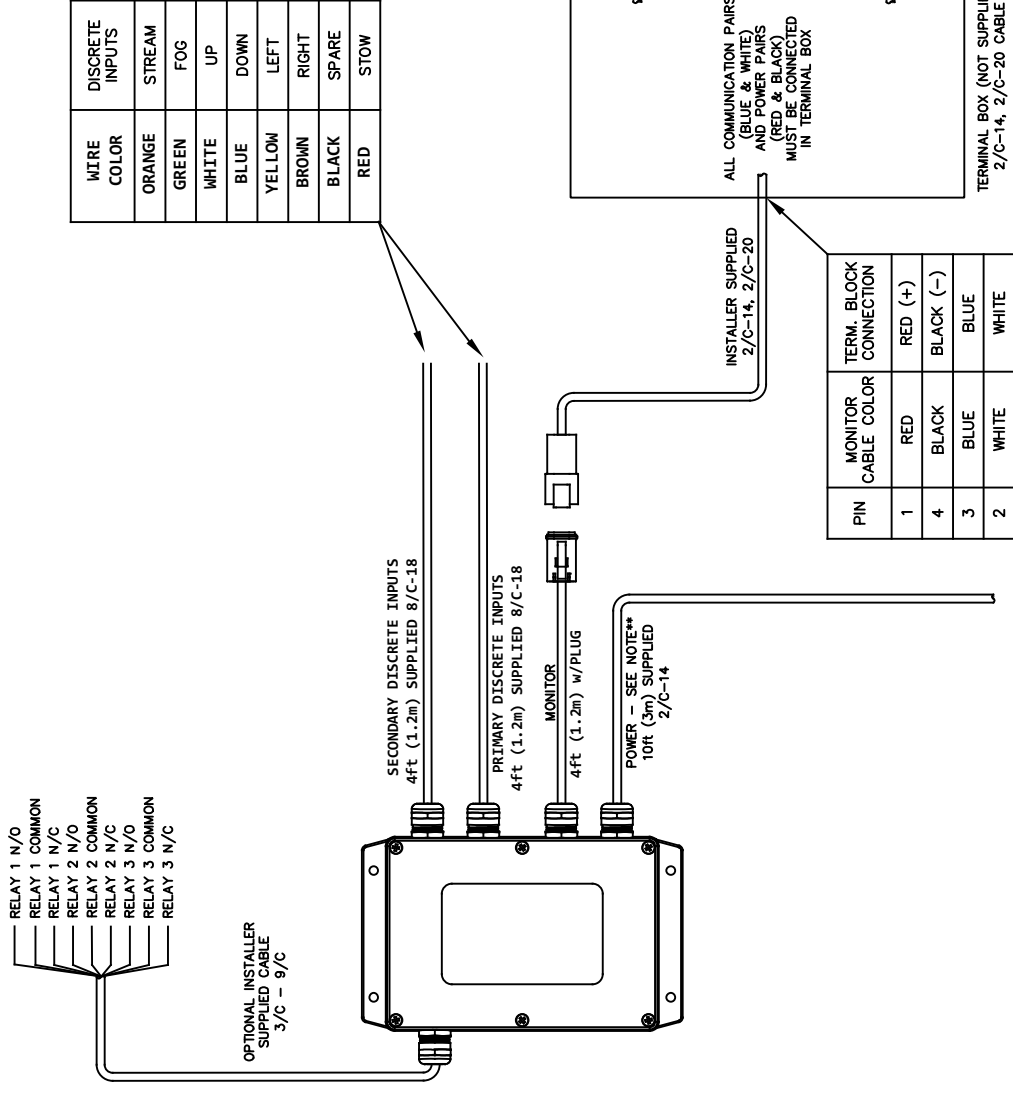 RELAY 1 N/O
RELAY 1 COMMON
RELAY 1 N/C
RELAY 2 N/O
RELAY 2 COMMON
RELAY 2 N/C
RELAY 3 N/O
RELAY 3 COMMON
RELAY 3 N/C
OPTIONAL INSTALLER
SUPPLIED CABLE
3/C – 9/C
SECONDARY DISCRETE INPUTS
4ft (1.2m) SUPPLIED 8/C-18
PRIMARY DISCRETE INPUTS
4ft (1.2m) SUPPLIED 8/C-18
MONITOR
4ft (1.2m) w/PLUG
POWER – SEE NOTE**
10ft (3m) SUPPLIED
2/C-14
WIRE COLOR DISCRETE INPUTS
ORANGE STREAM
GREEN FOG
WHITE UP
BLUE DOWN
YELLOW LEFT
BROWN RIGHT
BLACK SPARE
RED STOW
INSTALLER SUPPLIED
2/C-14, 2/C-20
ALL COMMUNICATION PAIRS
(BLUE & WHITE)
AND POWER PAIRS
(RED & BLACK)
MUST BE CONNECTED
IN TERMINAL BOX
TERMINAL BOX (NOT
2/C-14, 2/C-20 CABLE
PIN MONITOR CABLE COLOR TERM. BLOCK CONNECTION
1 RED RED (+)
4 BLACK BLACK (–)
3 BLUE BLUE
2 WHITE WHITE